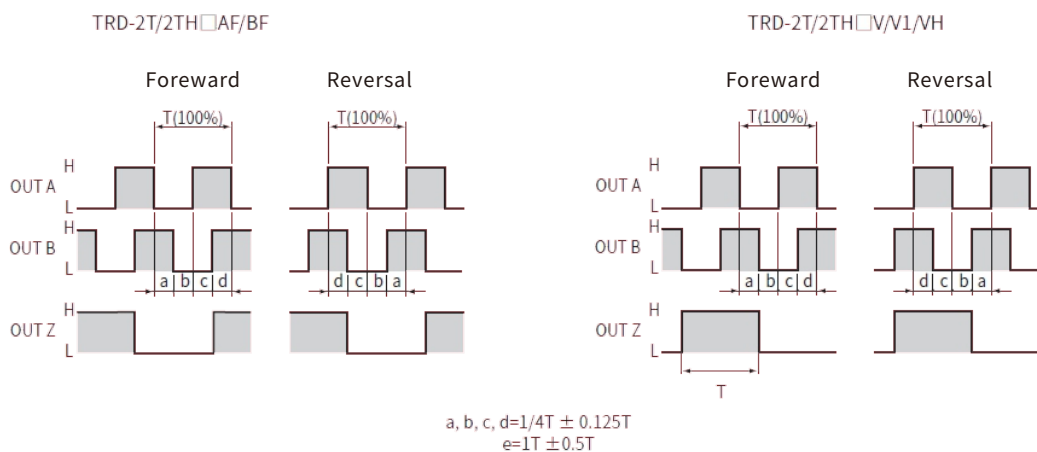 TRD-2T/2TH□AF/BF
Foreward Reversal
T(100%) T(100%)
H
OUT A
L
H
OUT B
L
a b c d d c b a
H
OUT Z
L
TRD-2T/2TH□V/V1/VH
Foreward Reversal
T(100%) T(100%)
H
OUT A
L
H
OUT B
L
a b c d d c b a
H
OUT Z
L
T
a, b, c, d=1/4T ± 0.125T
e=1T ±0.5T